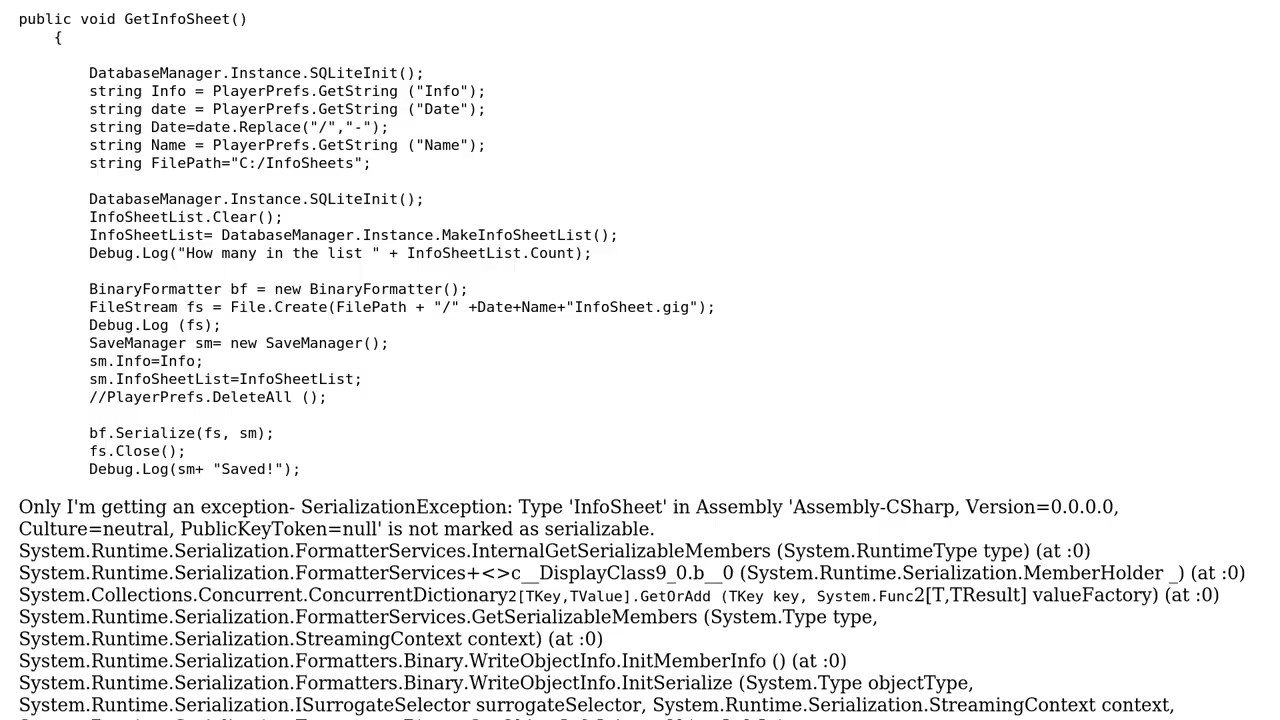 public void GetInfoSheet()
{
DatabaseManager.Instance.SQLiteInit();
string Info = PlayerPrefs.GetString ("Info");
string date = PlayerPrefs.GetString ("Date");
string Date=date.Replace("/","-");
string Name = PlayerPrefs.GetString ("Name");
string FilePath="C:/InfoSheets";
DatabaseManager.Instance.SQLiteInit();
InfoSheetList.Clear();
InfoSheetList= DatabaseManager.Instance.MakeInfoSheetList();
Debug.Log("How many in the list " + InfoSheetList.Count);
BinaryFormatter bf = new BinaryFormatter();
FileStream fs = File.Create(FilePath + "/" +Date+Name+"InfoSheet.gig");
Debug.Log (fs);
SaveManager sm= new SaveManager();
sm.Info=Info;
sm.InfoSheetList=InfoSheetList;
//PlayerPrefs.DeleteAll ();
bf.Serialize(fs, sm);
fs.Close();
Debug.Log(sm+ "Saved!");
Only I'm getting an exception- SerializationException: Type 'InfoSheet' in Assembly 'Assembly-CSharp, Version=0.0.0.0,
Culture=neutral, PublicKeyToken=null' is not marked as serializable.
System.Runtime.Serialization.FormatterServices.InternalGetSerializableMembers (System.RuntimeType type) (at :0)
System.Runtime.Serialization.FormatterServices+<>c__DisplayClass9_0.b__0 (System.Runtime.Serialization.MemberHolder _) (at :0)
System.Collections.Concurrent.ConcurrentDictionary2[TKey,TValue].GetOrAdd (TKey key, System.Func2[T,TResult] valueFactory) (at :0)
System.Runtime.Serialization.FormatterServices.GetSerializableMembers (System.Type type,
System.Runtime.Serialization.StreamingContext context) (at :0)
System.Runtime.Serialization.Formatters.Binary.WriteObjectInfo.InitMemberInfo () (at :0)
System.Runtime.Serialization.Formatters.Binary.WriteObjectInfo.InitSerialize (System.Type objectType,
System.Runtime.Serialization.ISurrogateSelector surrogateSelector, System.Runtime.Serialization.StreamingContext context,